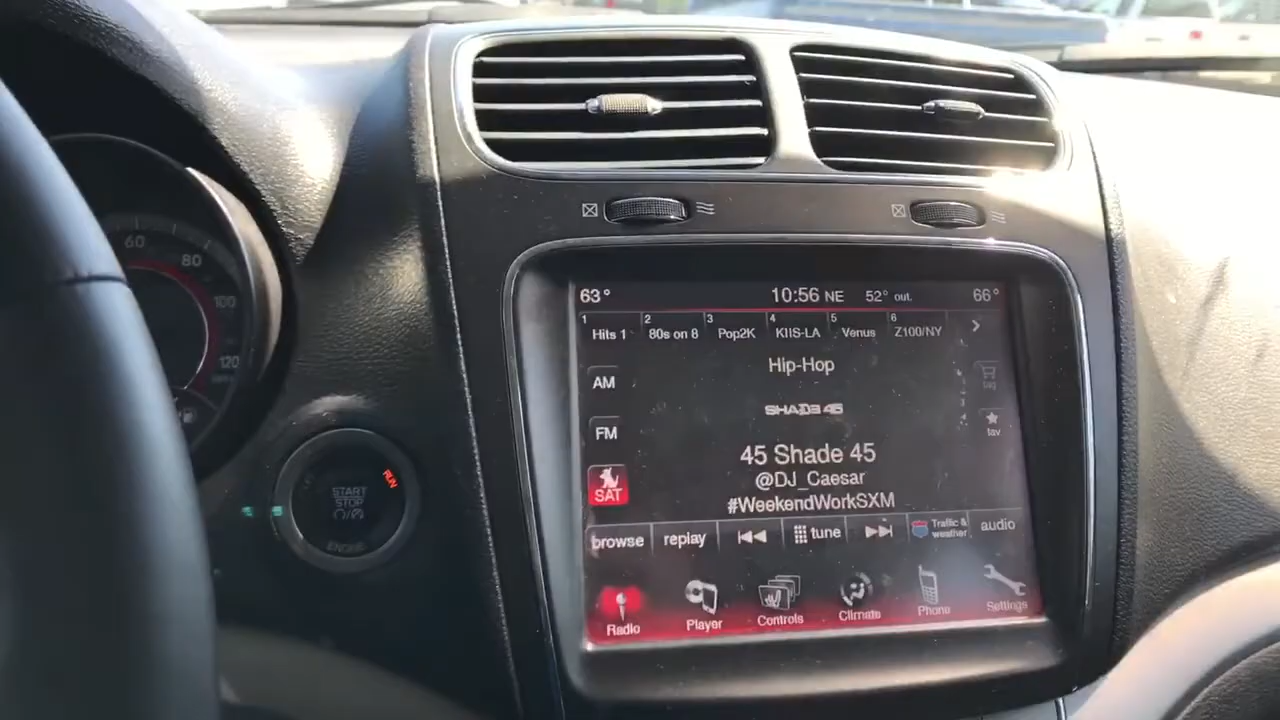 63° 10:56 NE 52° out. 66°
1 Hits 1 2 80s on 8 3 Pop2K 4 KIIS-LA 5 Venus 6 Z100/NY
Hip-Hop
AM
SHADE 45
fav
FM
45 Shade 45
@DJ_Caesar
SAT
#WeekendWorkSXM
browse replay tune Traffic & weather audio
Radio Player Controls Climate Phone Settings
60
80
100
120
RUN
START
STOP
ENGINE